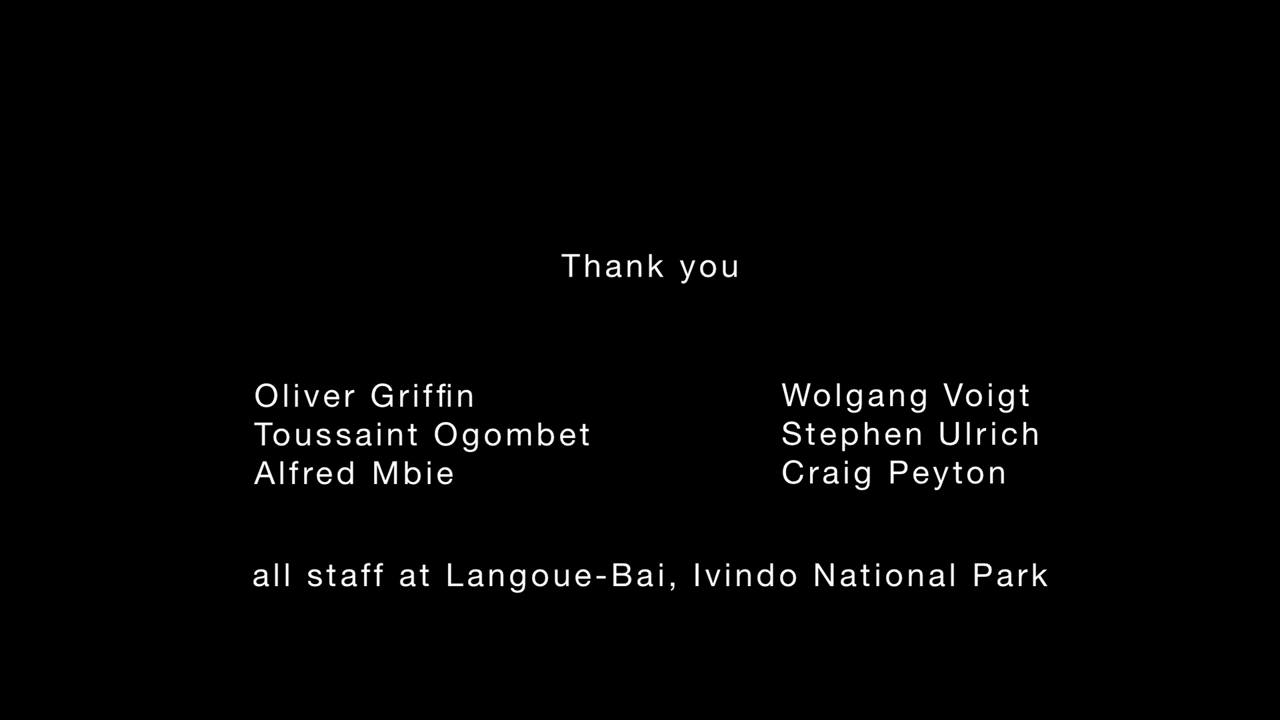 Thank you
Oliver Griffin
Toussaint Ogombet
Alfred Mbie
Wolgang Voigt
Stephen Ulrich
Craig Peyton
all staff at Langoue-Bai, Ivindo National Park